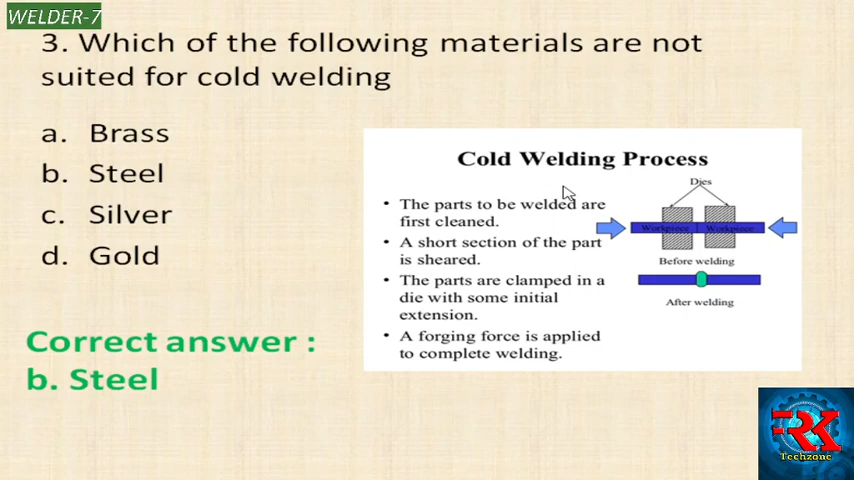 WELDER-7
3. Which of the following materials are not
suited for cold welding
a. Brass
b. Steel
c. Silver
d. Gold
Correct answer :
b. Steel
Cold Welding Process
• The parts to be welded are
first cleaned.
• A short section of the part
is sheared.
• The parts are clamped in a
die with some initial
extension.
• A forging force is applied
to complete welding.
Dies
Workpiece Workpiece
Before welding
After welding
RK
Techzone